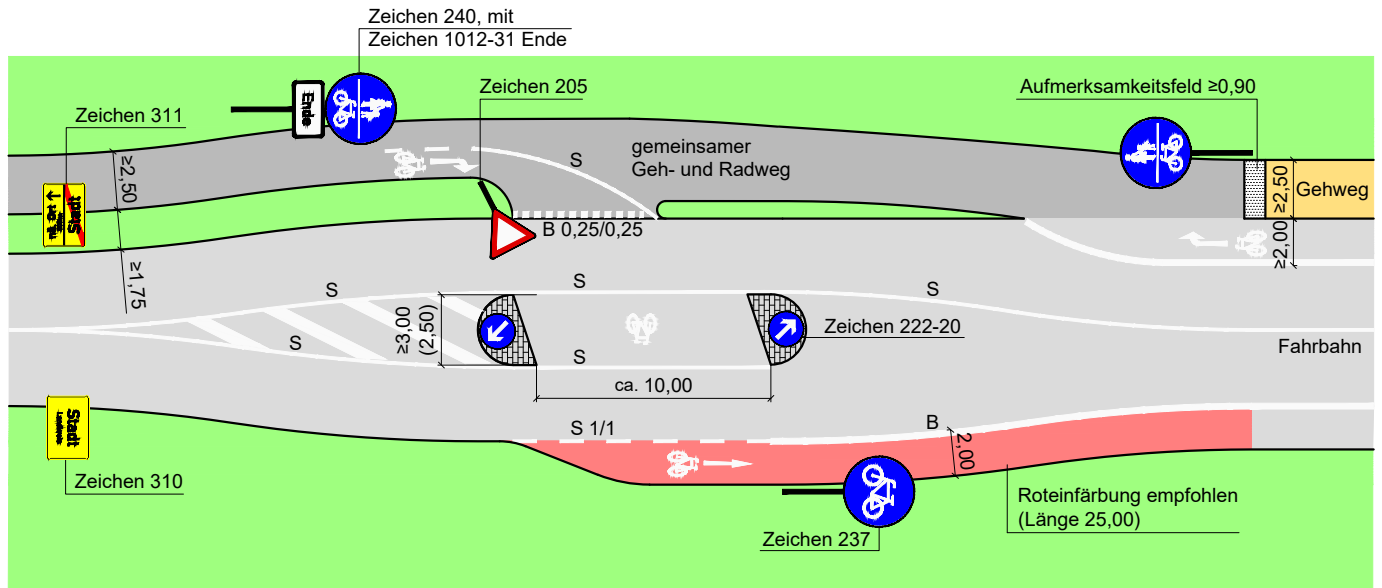 Zeichen 240, mit
Zeichen 1012-31 Ende
Zeichen 205
Aufmerksamkeitsfeld ≥0,90
Zeichen 311
Ende
≥2,50
S
gemeinsamer
Geh- und Radweg
≥2,50
Gehweg
Stadt
B 0,25/0,25
≥2,00
≥1,75
S
S
S
≥ 3,00
(2,50)
Zeichen 222-20
S
S
Fahrbahn
ca. 10,00
Stadt
S 1/1
B
2,00
Zeichen 310
Roteinfärbung empfohlen
(Länge 25,00)
Zeichen 237